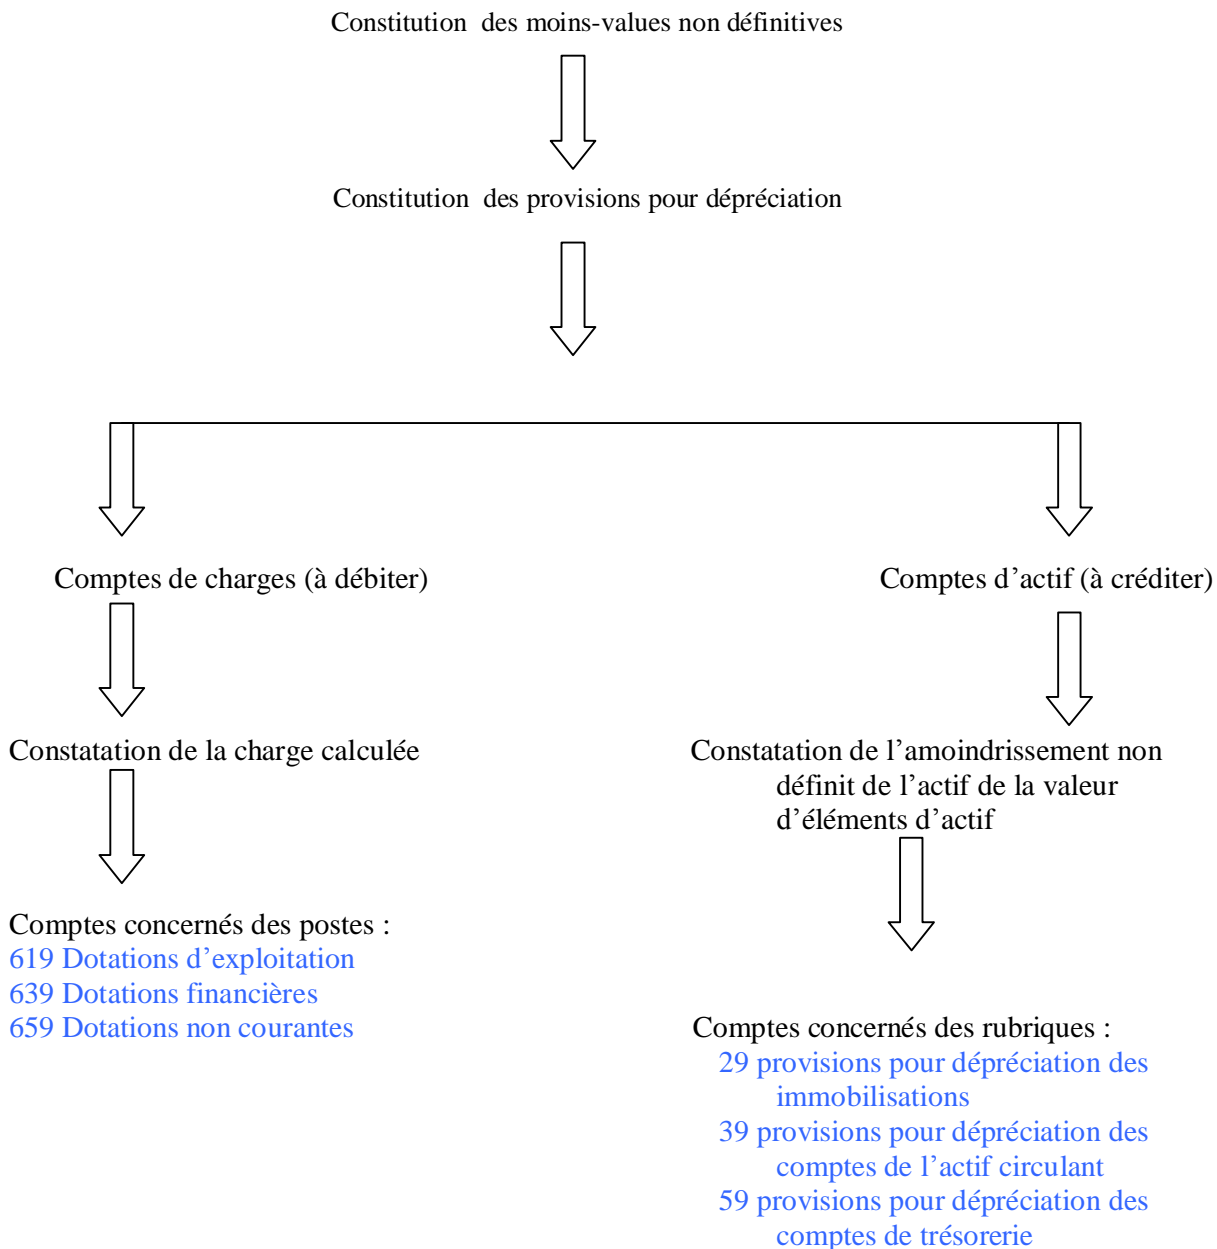 Constitution des moins-values non définitives
Constitution des provisions pour dépréciation
Comptes de charges (à débiter)
Comptes d’actif (à créditer)
Constatation de la charge calculée
Constatation de l’amoindrissement non
définit de l’actif de la valeur
d’éléments d’actif
Comptes concernés des postes :
619 Dotations d’exploitation
639 Dotations financières
659 Dotations non courantes
Comptes concernés des rubriques :
29 provisions pour dépréciation des
immobilisations
39 provisions pour dépréciation des
comptes de l’actif circulant
59 provisions pour dépréciation des
comptes de trésorerie